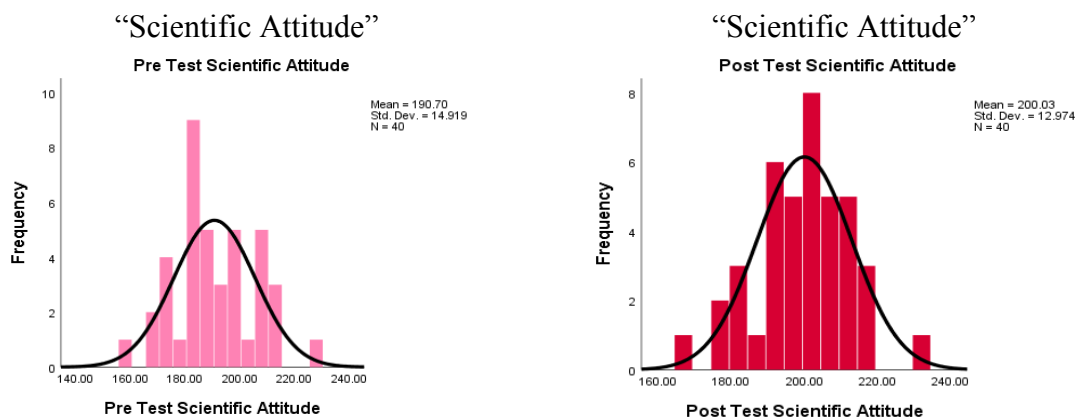 “Scientific Attitude”
Pre Test Scientific Attitude
Mean = 190.70
Std. Dev. = 14.919
N = 40
Frequency
10
8
6
4
2
0
140.00 160.00 180.00 200.00 220.00 240.00
Pre Test Scientific Attitude
“Scientific Attitude”
Post Test Scientific Attitude
Mean = 200.03
Std. Dev. = 12.974
N = 40
Frequency
8
6
4
2
0
160.00 180.00 200.00 220.00 240.00
Post Test Scientific Attitude